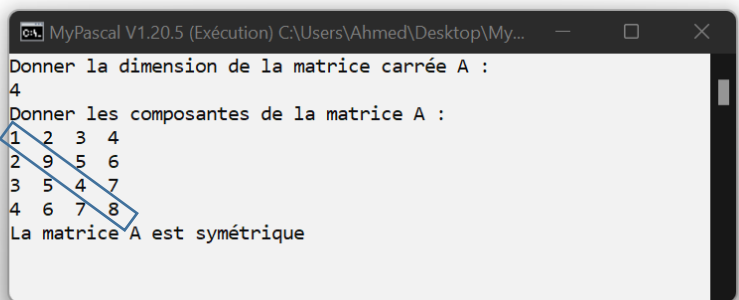 MyPascal V1.20.5 (Exécution) C:\Users\Ahmed\Desktop\My...
Donner la dimension de la matrice carrée A :
4
Donner les composantes de la matrice A :
1 2 3 4
2 9 5 6
3 5 4 7
4 6 7 8
La matrice A est symétrique